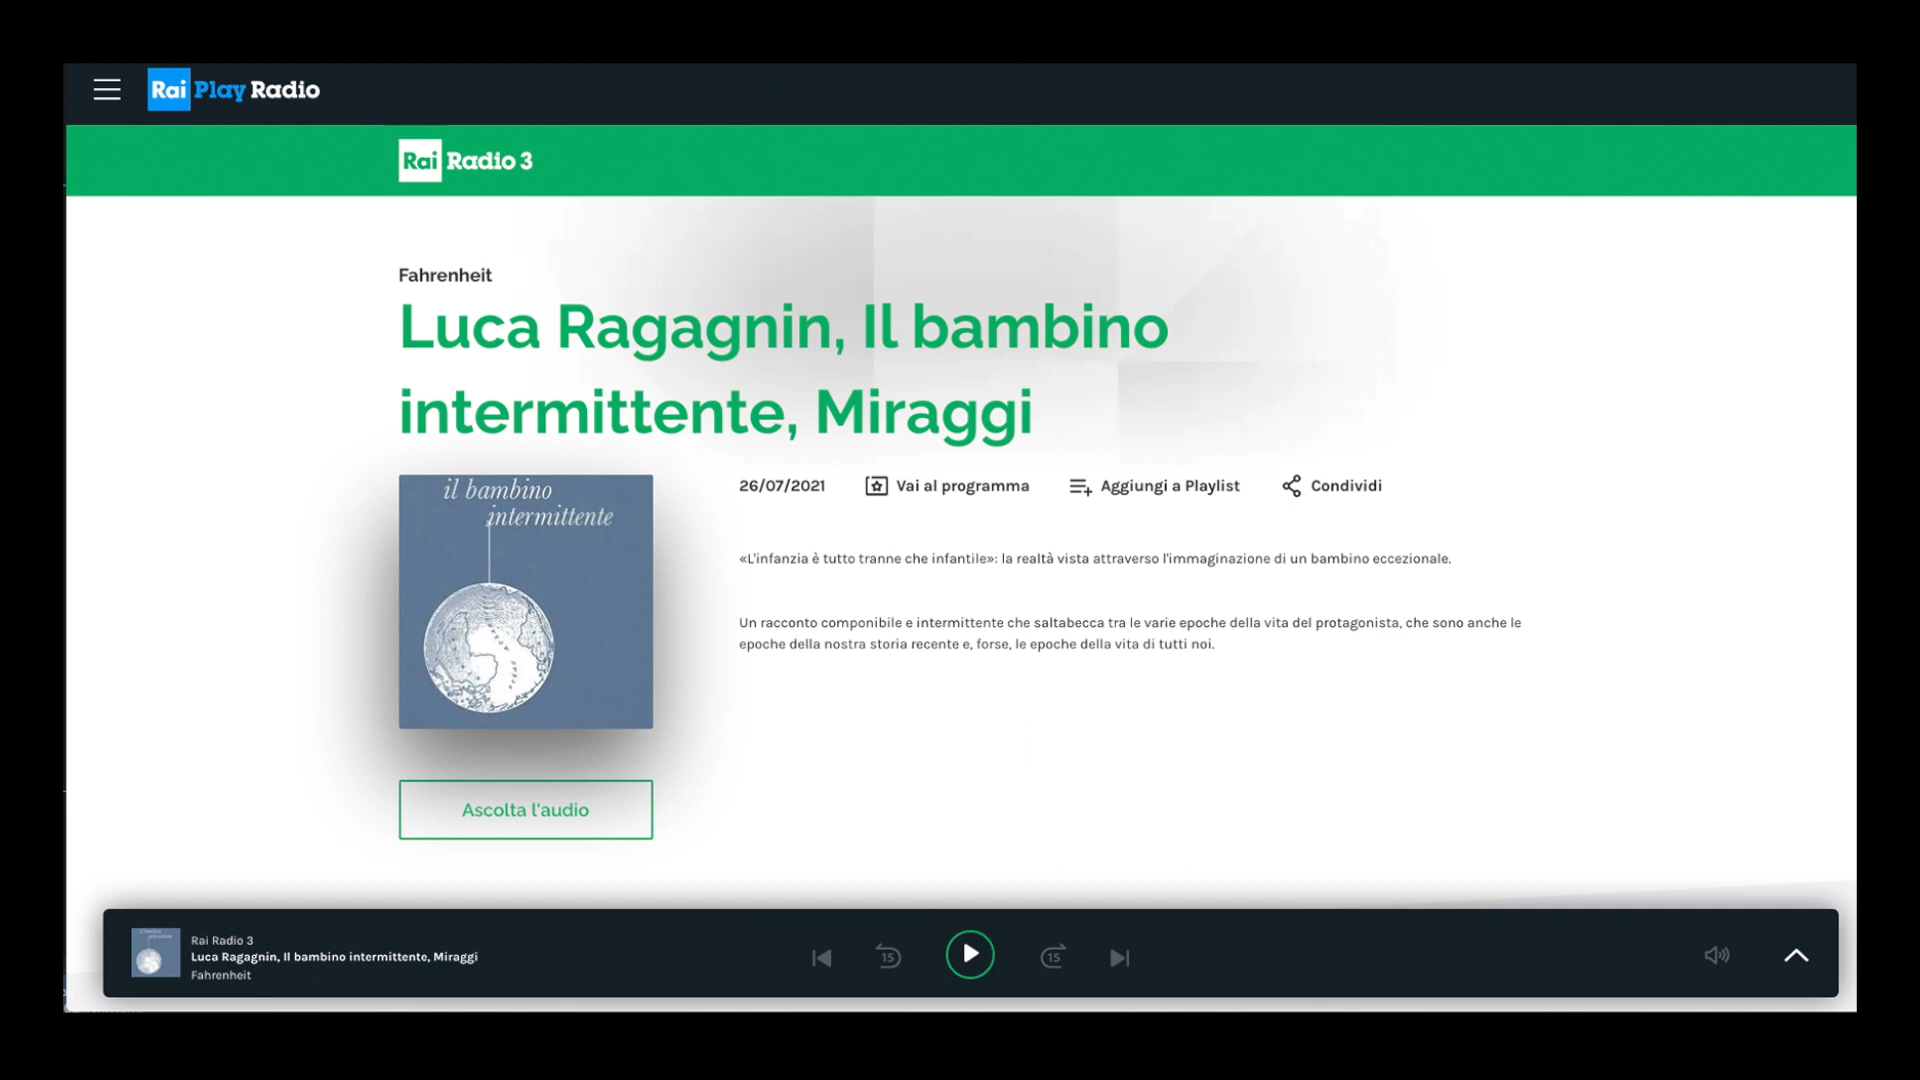 Rai Play Radio
Rai Radio 3
Fahrenheit
Luca Ragagnin, Il bambino
intermittente, Miraggi
il bambino
intermittente
26/07/2021 Vai al programma Aggiungi a Playlist Condividi
«L'infanzia è tutto tranne che infantile»: la realtà vista attraverso l'immaginazione di un bambino eccezionale.
Un racconto componibile e intermittente che saltabecca tra le varie epoche della vita del protagonista, che sono anche le
epoche della nostra storia recente e, forse, le epoche della vita di tutti noi.
Ascolta l'audio
Rai Radio 3
Luca Ragagnin, Il bambino intermittente, Miraggi
Fahrenheit
15 15